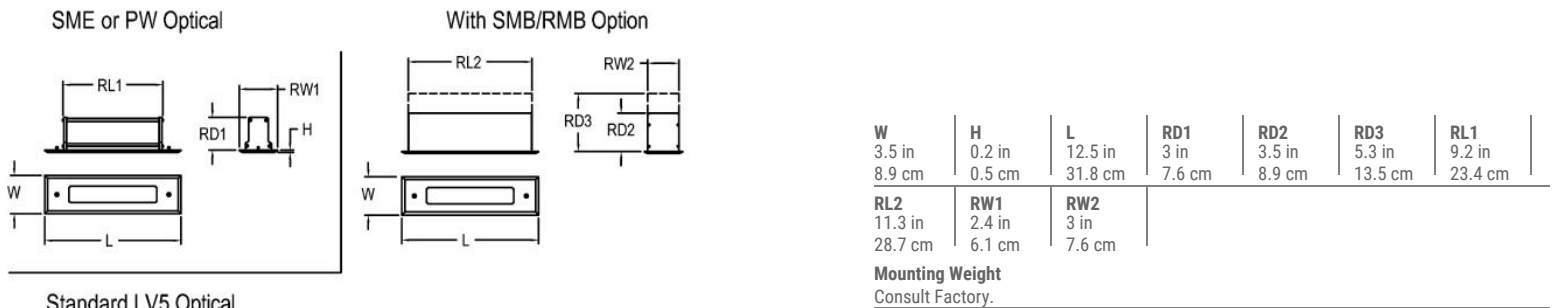 SME or PW Optical
With SMB/RMB Option
RL1
RW1
RD1
H
W
L
RL2
RW2
RD3
RD2
W
L
Standard LV5 Optical
W H L RD1 RD2 RD3 RL1
3.5 in 0.2 in 12.5 in 3 in 3.5 in 5.3 in 9.2 in
8.9 cm 0.5 cm 31.8 cm 7.6 cm 8.9 cm 13.5 cm 23.4 cm
RL2 RW1 RW2
11.3 in 2.4 in 3 in
28.7 cm 6.1 cm 7.6 cm
Mounting Weight
Consult Factory.